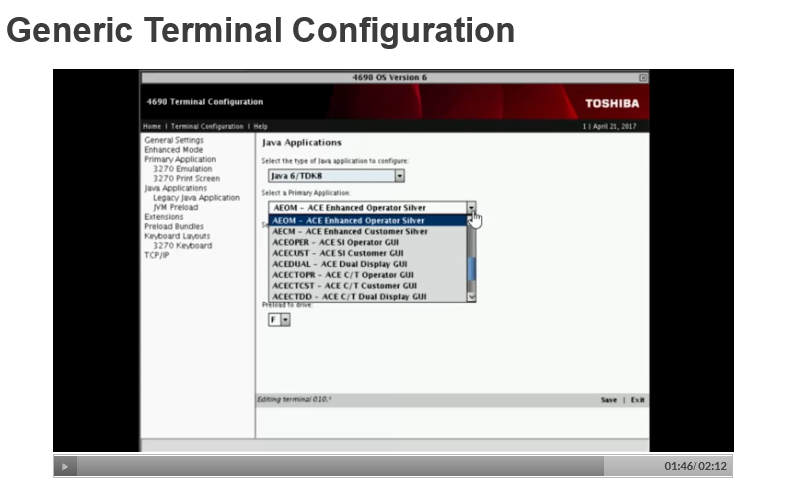 Generic Terminal Configuration
4690 OS Version 6
4690 Terminal Configuration
TOSHIBA
Home | Terminal Configuration | Help
1 | April 21, 2017
General Settings
Enhanced Mode
Primary Application
3270 Emulation
3270 Print Screen
Java Applications
Legacy Java Application
JVM Preload
Extensions
Preload Bundles
Keyboard Layouts
3270 Keyboard
TCP/IP
Java Applications
Select the type of Java application to configure:
Java 6/TDK8
Select a Primary Application:
AEOM - ACE Enhanced Operator Silver
AEOM - ACE Enhanced Operator Silver
AECM - ACE Enhanced Customer Silver
ACEOPER - ACE SI Operator GUI
ACECUST - ACE SI Customer GUI
ACEDUAL - ACE Dual Display GUI
ACECTOPR - ACE C/T Operator GUI
ACECTCST - ACE C/T Customer GUI
ACECTDD - ACE C/T Dual Display GUI
Preload to drive:
F
Editing terminal 010.*
Save | Exit
01:46/02:12